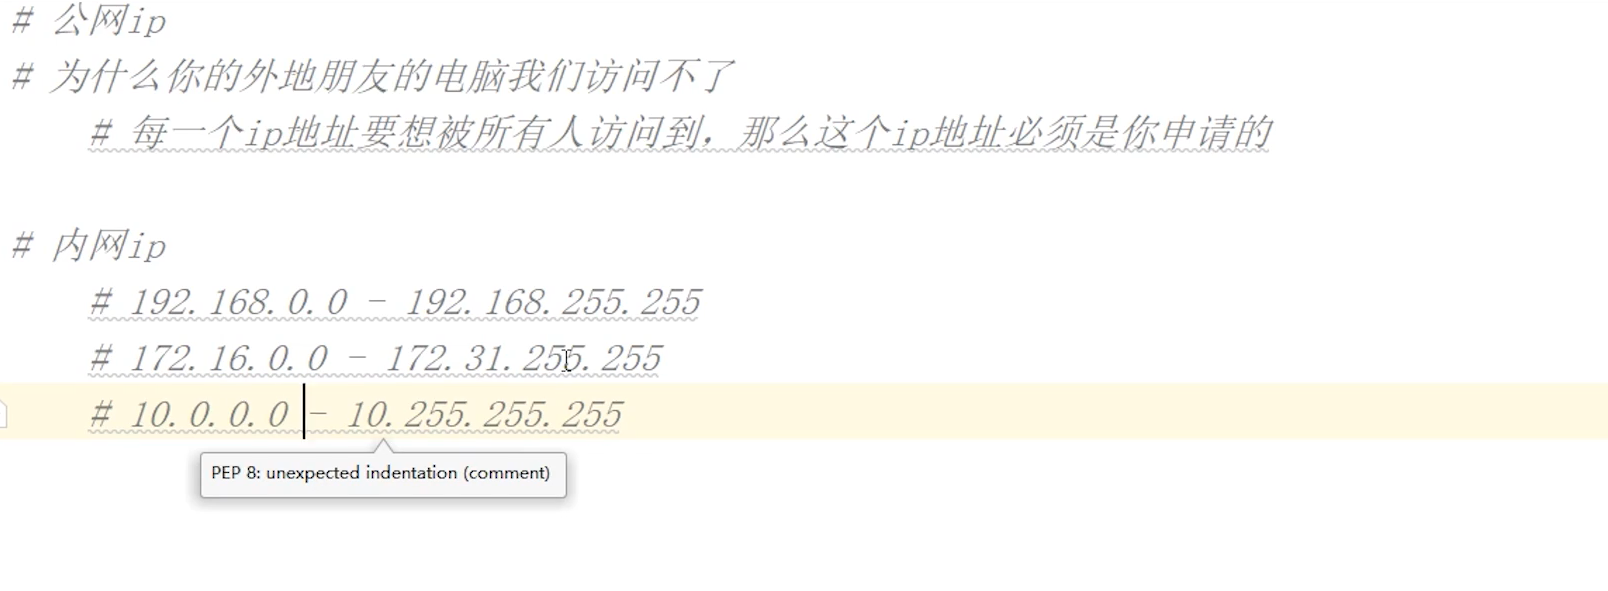 # 公网ip
# 为什么你的外地朋友的电脑我们访问不了
# 每一个ip地址要想被所有人访问到，那么这个ip地址必须是你申请的
# 内网ip
# 192.168.0.0 - 192.168.255.255
# 172.16.0.0 - 172.31.255.255
# 10.0.0.0 - 10.255.255.255
PEP 8: unexpected indentation (comment)